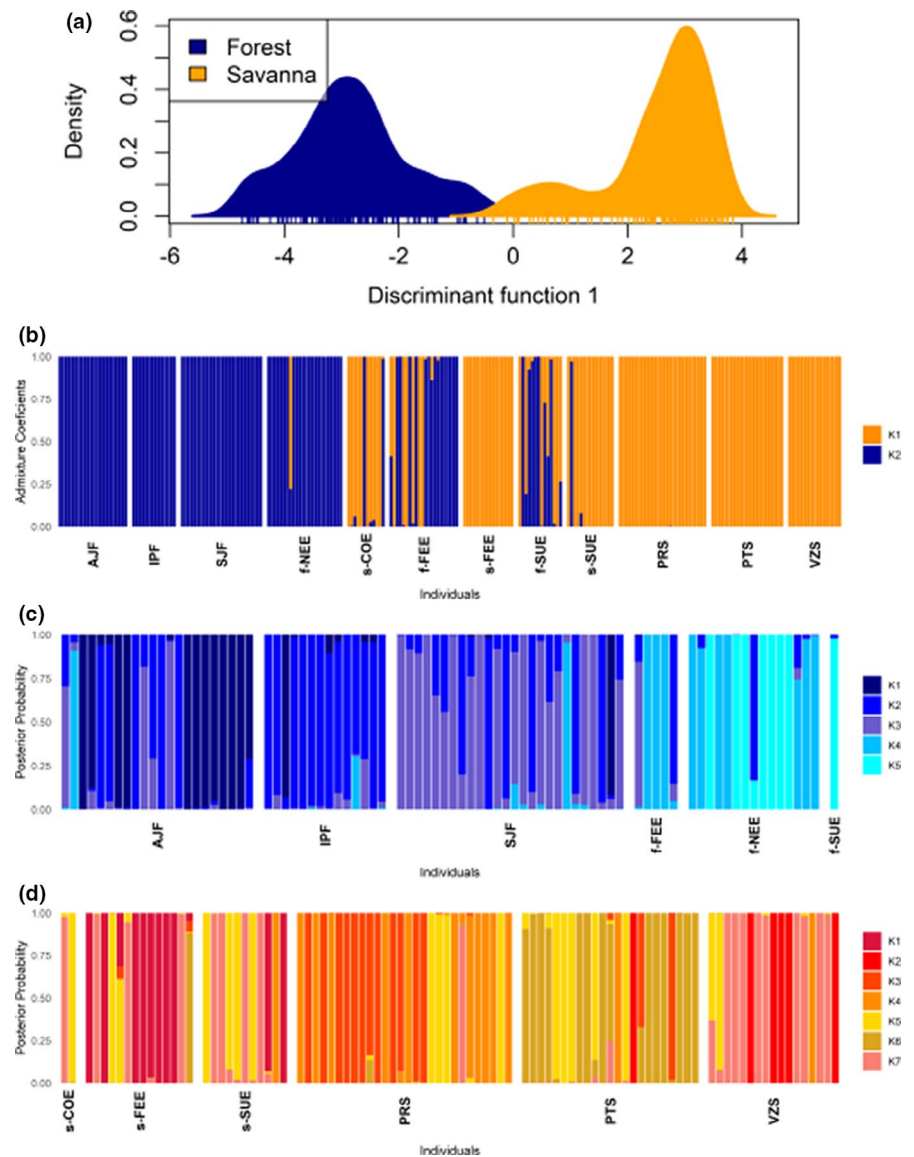 (a)
Forest
Savanna
Density
0.6
0.4
0.2
0.0
-6 -4 -2 0 2 4
Discriminant function 1
(b)
Admixture Coeficients
1.00
0.75
0.50
0.25
0.00
K1
K2
AJF IPF SJF f-NEE s-COE f-FEE s-FEE f-SUE s-SUE PRS PTS VZS
Individuals
(c)
Posterior Probability
1.00
0.75
0.50
0.25
0.00
K1
K2
K3
K4
K5
AJF IPF SJF f-FEE f-NEE f-SUE
Individuals
(d)
Posterior Probability
1.00
0.75
0.50
0.25
0.00
K1
K2
K3
K4
K5
K6
K7
s-COE s-FEE s-SUE PRS PTS VZS
Individuals